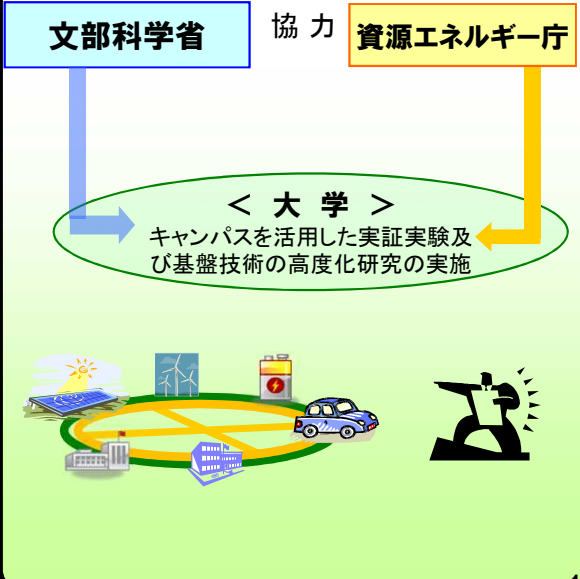 文部科学省
協 力
資源エネルギー庁
＜ 大 学 ＞
キャンパスを活用した実証実験及
び基盤技術の高度化研究の実施